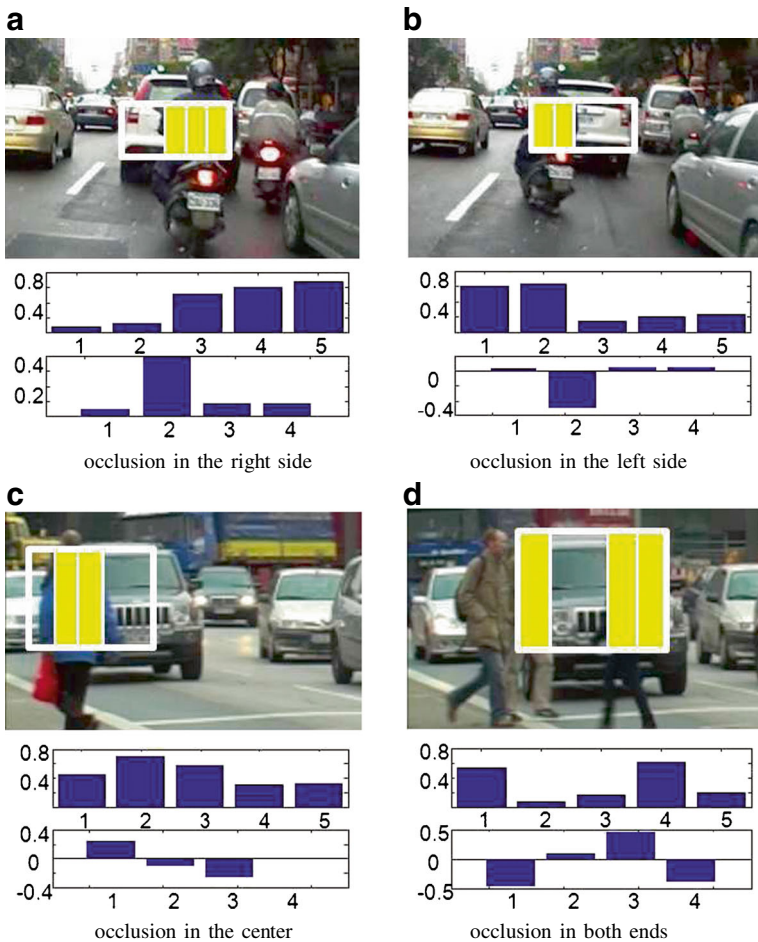 a
b
0.8
0.4
1 2 3 4 5
0.4
0.2
1 2 3 4
occlusion in the right side
0.8
0.4
1 2 3 4 5
0
-0.4
1 2 3 4
occlusion in the left side
c
d
0.8
0.4
1 2 3 4 5
0.4
0
-0.4
1 2 3 4
occlusion in the center
0.8
0.4
1 2 3 4 5
0.5
0
-0.5
1 2 3 4
occlusion in both ends